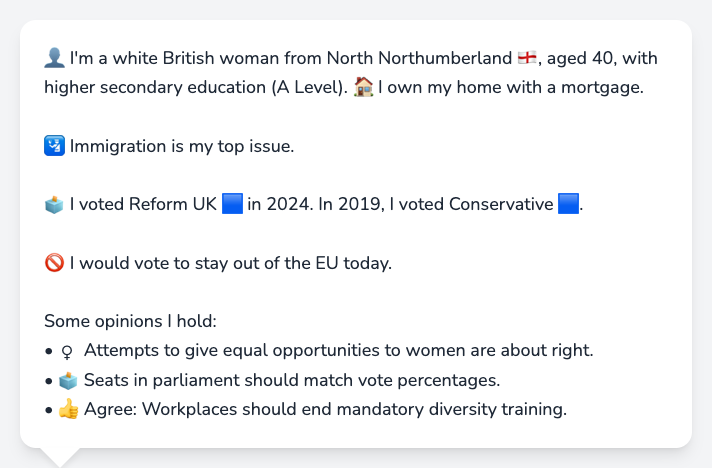 👤 I'm a white British woman from North Northumberland 🏴󠁧󠁢󠁥󠁮󠁧󠁿, aged 40, with
higher secondary education (A Level). 🏠 I own my home with a mortgage.
🛂 Immigration is my top issue.
🗳️ I voted Reform UK 🟦 in 2024. In 2019, I voted Conservative 🟦.
🚫 I would vote to stay out of the EU today.
Some opinions I hold:
• ♀ Attempts to give equal opportunities to women are about right.
• 🗳️ Seats in parliament should match vote percentages.
• 👍 Agree: Workplaces should end mandatory diversity training.